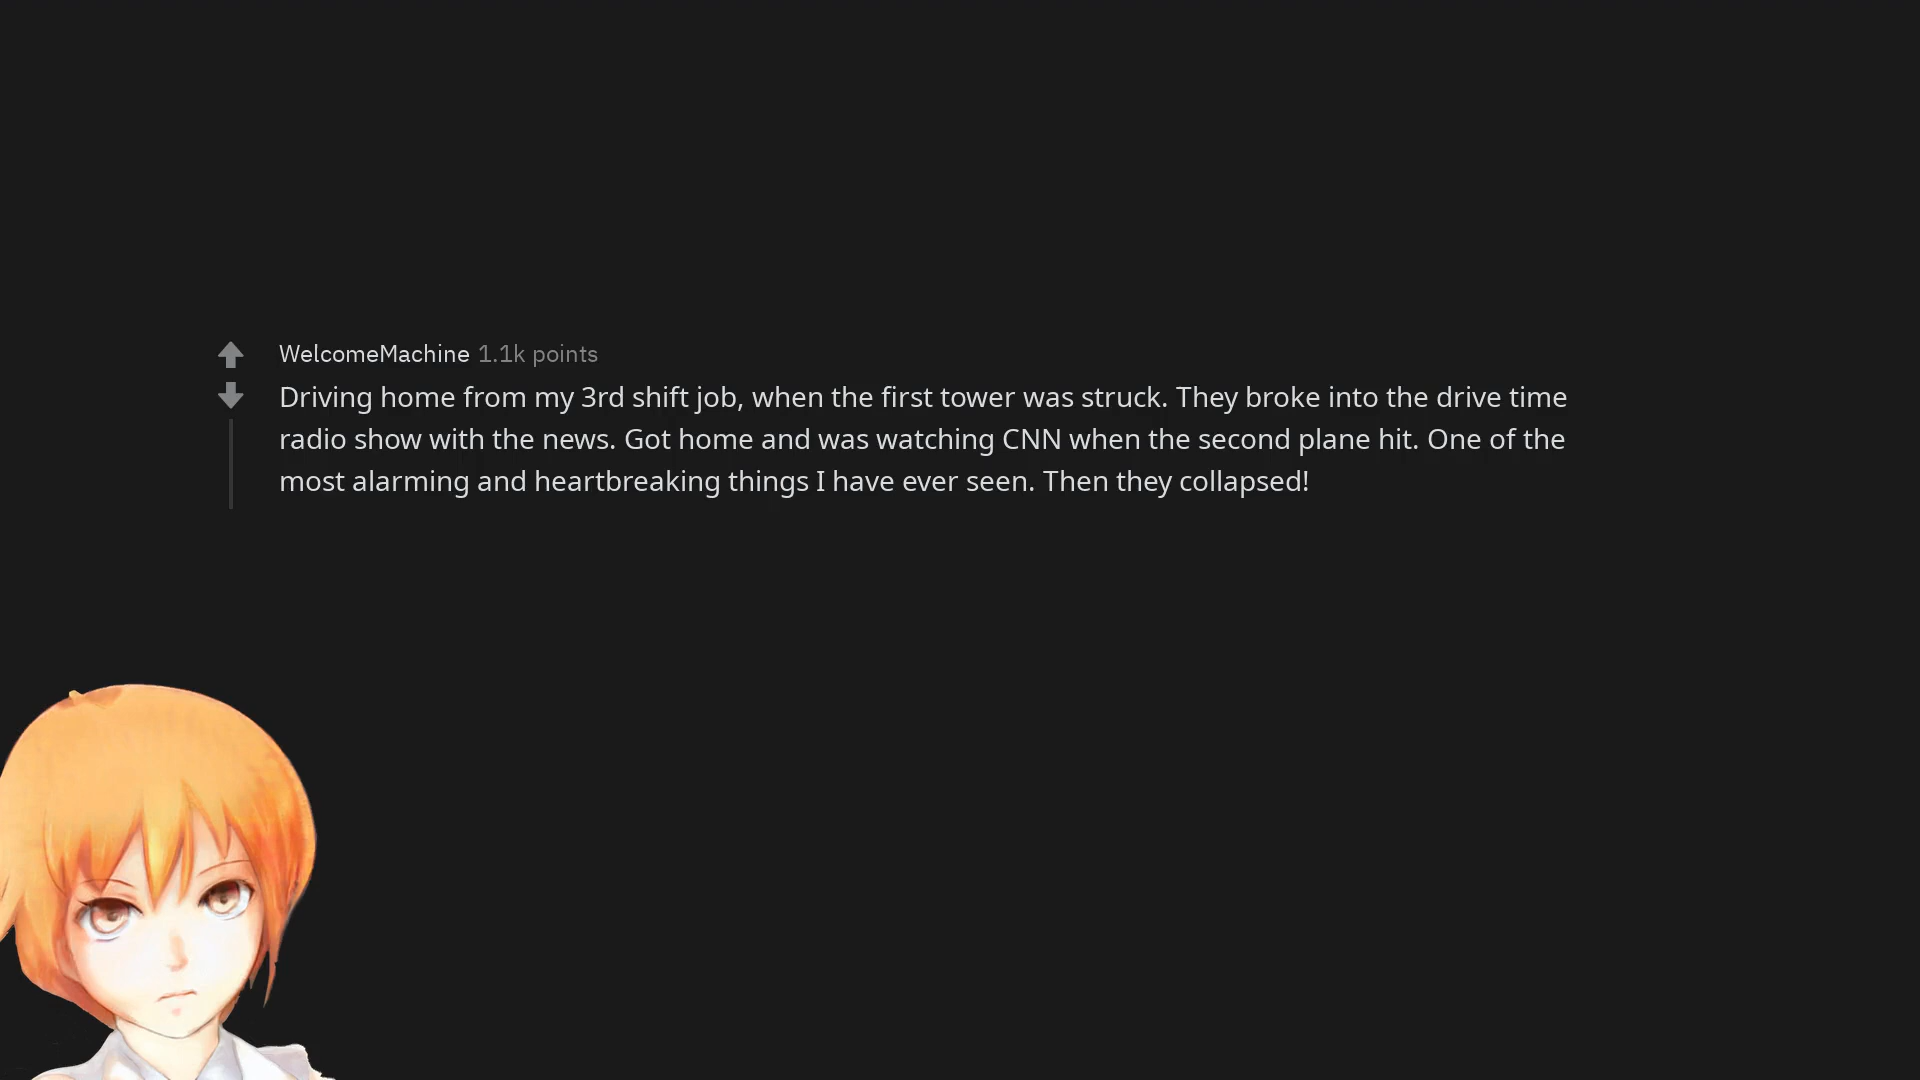 WelcomeMachine 1.1k points
Driving home from my 3rd shift job, when the first tower was struck. They broke into the drive time
radio show with the news. Got home and was watching CNN when the second plane hit. One of the
most alarming and heartbreaking things I have ever seen. Then they collapsed!